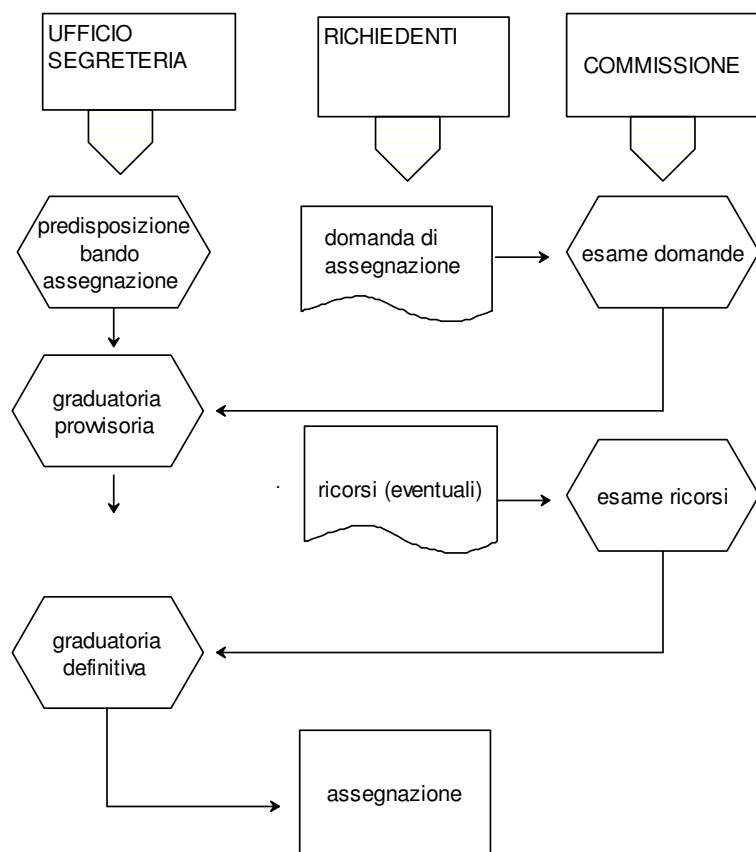 UFFICIO
SEGRETERIA
RICHIEDENTI
COMMISSIONE
predisposizione
bando
assegnazione
domanda di
assegnazione
esame domande
graduatoria
provvisoria
ricorsi (eventuali)
esame ricorsi
graduatoria
definitiva
assegnazione